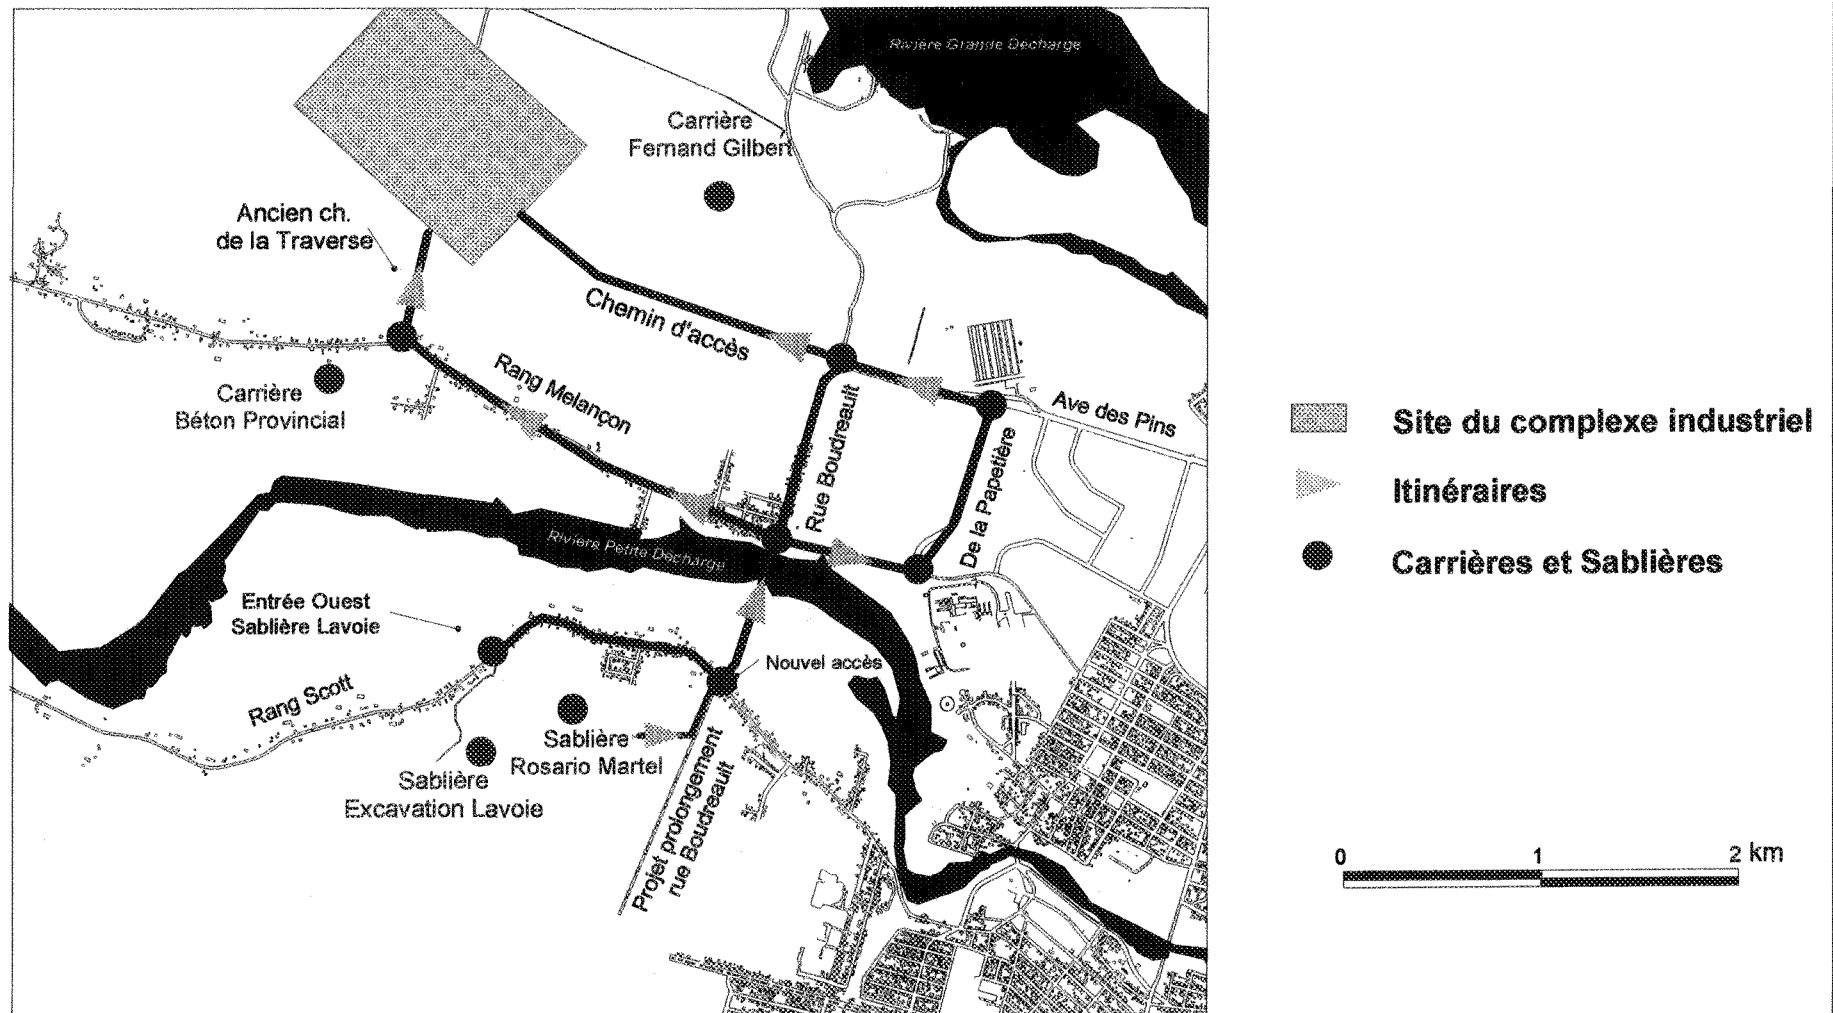 Rivière Grande Décharge
Carrière
Fernand Gilbert
Ancien ch.
de la Traverse
Chemin d'accès
Rang Melançon
Carrière
Béton Provincial
Rue Boudreault
Ave des Pins
De la Papetière
Rivière Petite Décharge
Entrée Ouest
Sablière Lavoie
Nouvel accès
Rang Scott
Sablière
Rosario Martel
Sablière
Excavation Lavoie
Projet prolongement
rue Boudreault
Site du complexe industriel
Itinéraires
Carrières et Sablières
0 1 2 km